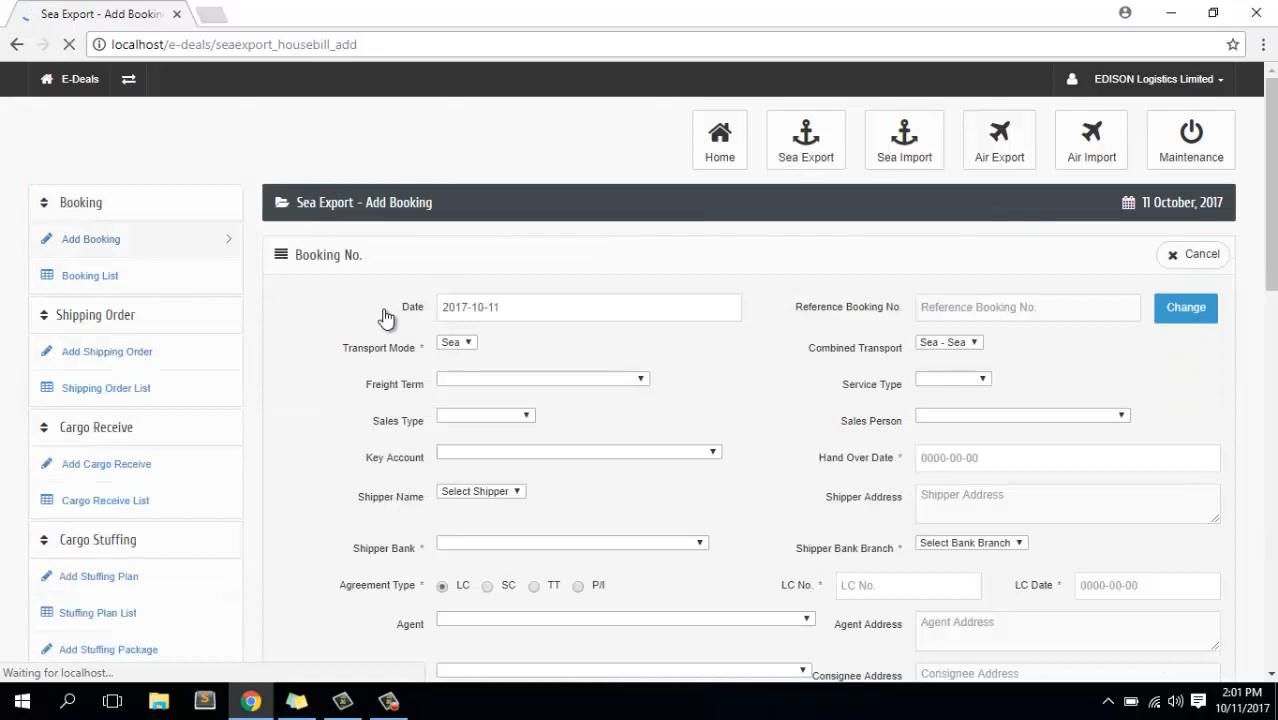 Sea Export - Add Bookin
localhost/e-deals/seaexport_housebill_add
E-Deals
EDISON Logistics Limited
Home
Sea Export
Sea Import
Air Export
Air Import
Maintenance
Booking
Add Booking
Booking List
Shipping Order
Add Shipping Order
Shipping Order List
Cargo Receive
Add Cargo Receive
Cargo Receive List
Cargo Stuffing
Add Stuffing Plan
Stuffing Plan List
Add Stuffing Package
Sea Export - Add Booking
11 October, 2017
Booking No.
Cancel
Date 2017-10-11 Reference Booking No. Reference Booking No. Change
Transport Mode * Sea Combined Transport Sea - Sea
Freight Term Service Type
Sales Type Sales Person
Key Account Hand Over Date * 0000-00-00
Shipper Name Select Shipper Shipper Address Shipper Address
Shipper Bank * Shipper Bank Branch * Select Bank Branch
Agreement Type * LC SC TT P/I LC No. * LC No. LC Date * 0000-00-00
Agent Agent Address Agent Address
Consignee Address Consignee Address
Waiting for localhost...
2:01 PM
10/11/2017